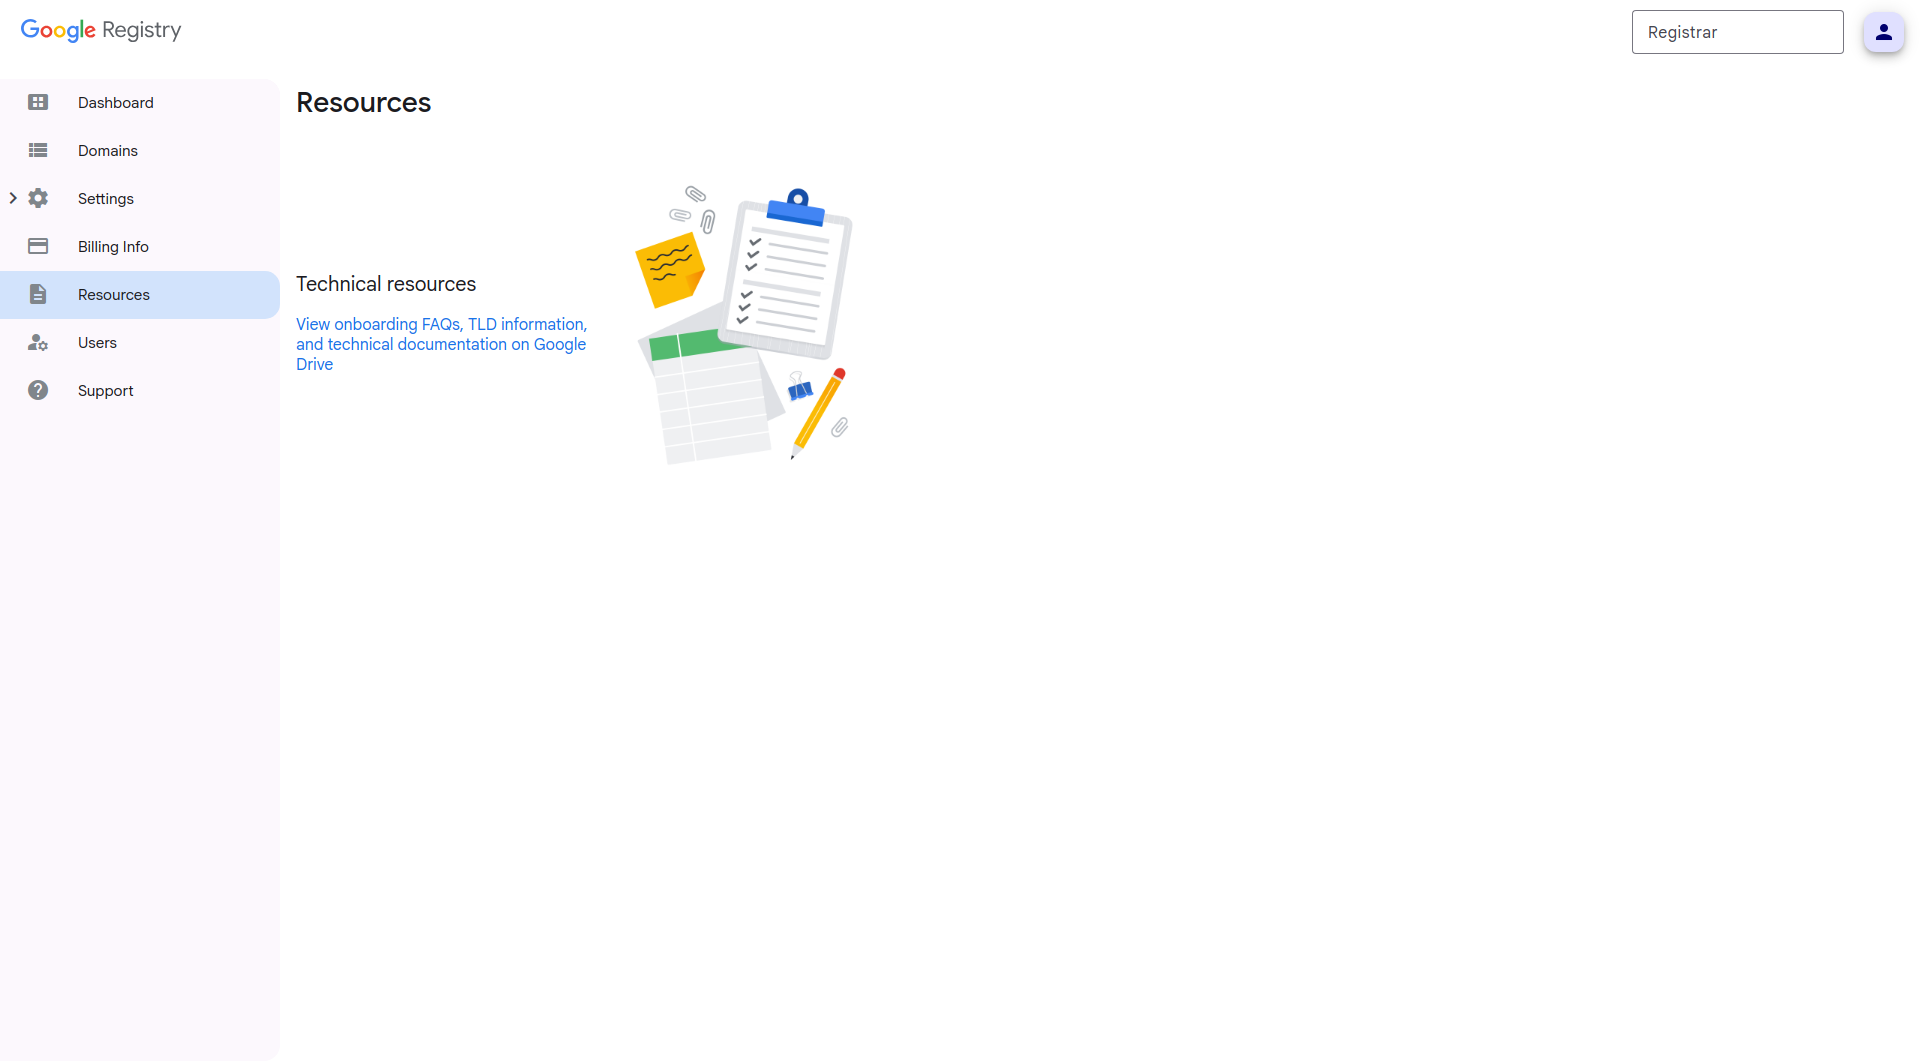 Google Registry
Registrar
Dashboard
Domains
Settings
Billing Info
Resources
Users
Support
Resources
Technical resources
View onboarding FAQs, TLD information,
and technical documentation on Google
Drive